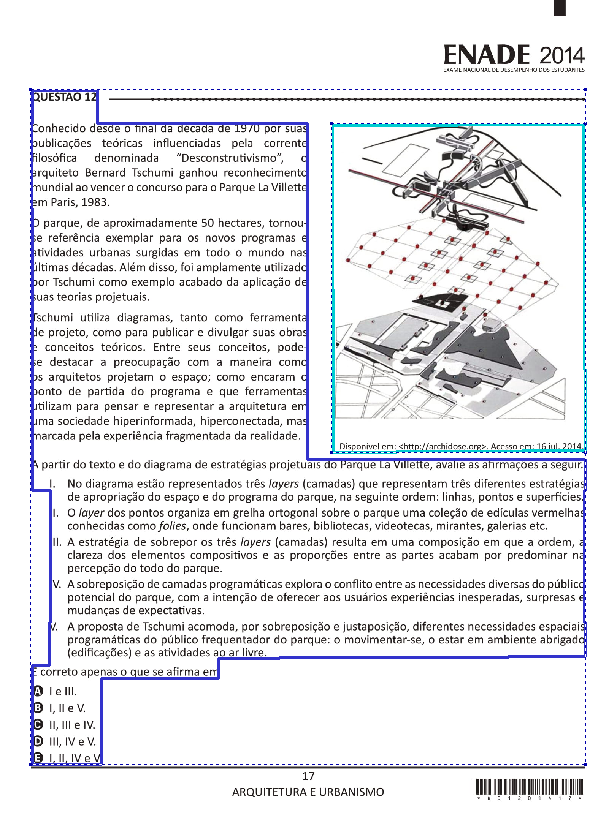 ENADE 2014
EXAME NACIONAL DE DESEMPENHO DOS ESTUDANTES
QUESTÃO 12
Conhecido desde o final da década de 1970 por suas
publicações teóricas influenciadas pela corrente
filosófica denominada “Desconstrutivismo”, o
arquiteto Bernard Tschumi ganhou reconhecimento
mundial ao vencer o concurso para o Parque La Villette
em Paris, 1983.
O parque, de aproximadamente 50 hectares, tornou-
se referência exemplar para os novos programas e
atividades urbanas surgidas em todo o mundo nas
últimas décadas. Além disso, foi amplamente utilizado
por Tschumi como exemplo acabado da aplicação de
suas teorias projetuais.
Tschumi utiliza diagramas, tanto como ferramenta
de projeto, como para publicar e divulgar suas obras
e conceitos teóricos. Entre seus conceitos, pode-
se destacar a preocupação com a maneira como
os arquitetos projetam o espaço; como encaram o
ponto de partida do programa e que ferramentas
utilizam para pensar e representar a arquitetura em
uma sociedade hiperinformada, hiperconectada, mas
marcada pela experiência fragmentada da realidade.
Disponível em: <http://archidose.org>. Acesso em: 16 jul. 2014.
A partir do texto e do diagrama de estratégias projetuais do Parque La Villette, avalie as afirmações a seguir.
I. No diagrama estão representados três layers (camadas) que representam três diferentes estratégias
de apropriação do espaço e do programa do parque, na seguinte ordem: linhas, pontos e superfícies.
II. O layer dos pontos organiza em grelha ortogonal sobre o parque uma coleção de edículas vermelhas
conhecidas como folies, onde funcionam bares, bibliotecas, videotecas, mirantes, galerias etc.
III. A estratégia de sobrepor os três layers (camadas) resulta em uma composição em que a ordem, a
clareza dos elementos compositivos e as proporções entre as partes acabam por predominar na
percepção do todo do parque.
IV. A sobreposição de camadas programáticas explora o conflito entre as necessidades diversas do público
potencial do parque, com a intenção de oferecer aos usuários experiências inesperadas, surpresas e
mudanças de expectativas.
V. A proposta de Tschumi acomoda, por sobreposição e justaposição, diferentes necessidades espaciais
programáticas do público frequentador do parque: o movimentar-se, o estar em ambiente abrigado
(edificações) e as atividades ao ar livre.
É correto apenas o que se afirma em
A I e III.
B I, II e V.
C II, III e IV.
D III, IV e V.
E I, II, IV e V
17
ARQUITETURA E URBANISMO